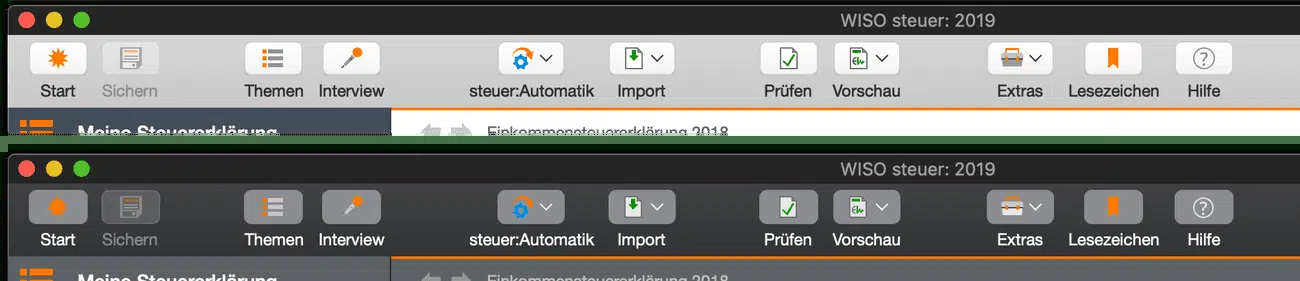 WISO steuer: 2019
Start Sichern Themen Interview steuer:Automatik Import Prüfen Vorschau Extras Lesezeichen Hilfe
Meine Steuererklärung Einkommensteuererklärung 2018
WISO steuer: 2019
Start Sichern Themen Interview steuer:Automatik Import Prüfen Vorschau Extras Lesezeichen Hilfe
Meine Steuererklärung Einkommensteuererklärung 2018